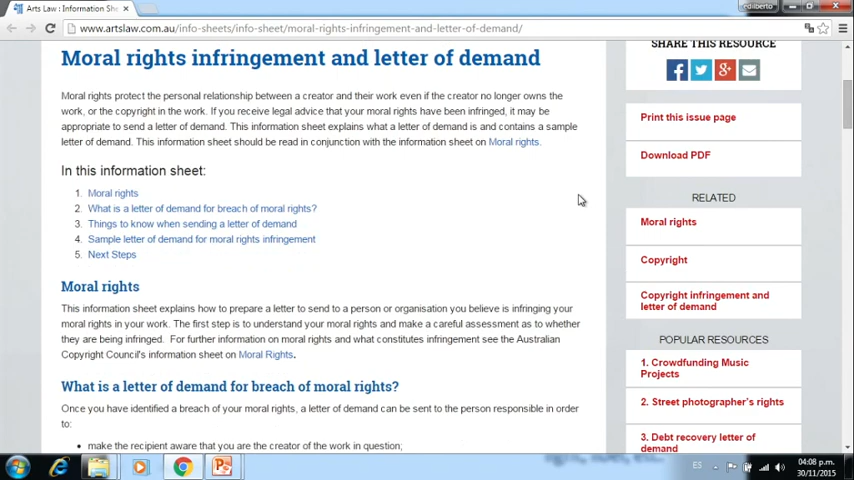 Arts Law : Information She
edilberto
www.artslaw.com.au/info-sheets/info-sheet/moral-rights-infringement-and-letter-of-demand/
Moral rights infringement and letter of demand
Moral rights protect the personal relationship between a creator and their work even if the creator no longer owns the
work, or the copyright in the work. If you receive legal advice that your moral rights have been infringed, it may be
appropriate to send a letter of demand. This information sheet explains what a letter of demand is and contains a sample
letter of demand. This information sheet should be read in conjunction with the information sheet on Moral rights.
In this information sheet:
1. Moral rights
2. What is a letter of demand for breach of moral rights?
3. Things to know when sending a letter of demand
4. Sample letter of demand for moral rights infringement
5. Next Steps
Moral rights
This information sheet explains how to prepare a letter to send to a person or organisation you believe is infringing your
moral rights in your work. The first step is to understand your moral rights and make a careful assessment as to whether
they are being infringed. For further information on moral rights and what constitutes infringement see the Australian
Copyright Council's information sheet on Moral Rights.
What is a letter of demand for breach of moral rights?
Once you have identified a breach of your moral rights, a letter of demand can be sent to the person responsible in order
to:
• make the recipient aware that you are the creator of the work in question;
SHARE THIS RESOURCE
Print this issue page
Download PDF
RELATED
Moral rights
Copyright
Copyright infringement and
letter of demand
POPULAR RESOURCES
1. Crowdfunding Music
Projects
2. Street photographer's rights
3. Debt recovery letter of
demand
ES
04:08 p.m.
30/11/2015